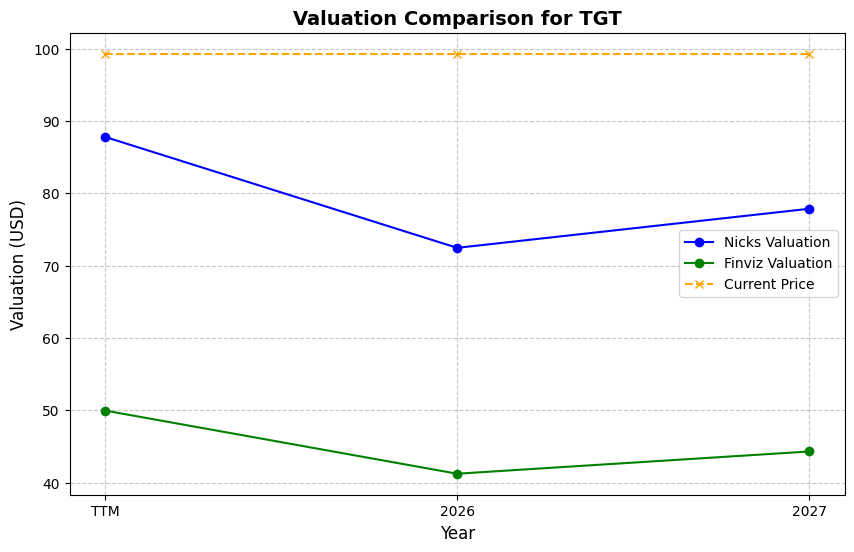 Valuation Comparison for TGT
Valuation (USD)
100
90
80
70
60
50
40
Nicks Valuation
Finviz Valuation
Current Price
TTM
2026
2027
Year